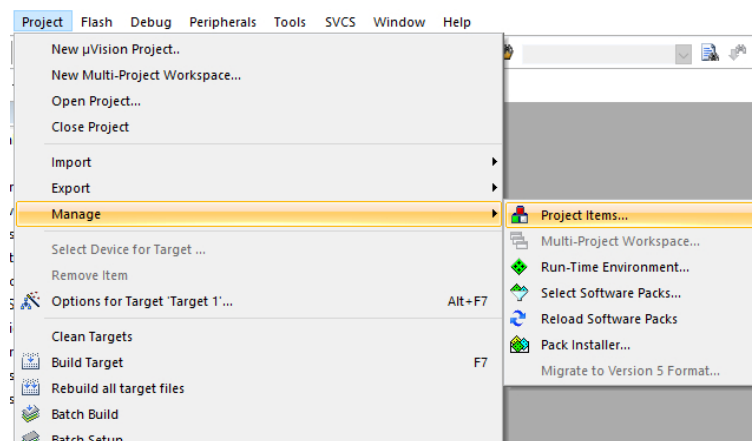 Project Flash Debug Peripherals Tools SVCS Window Help
New µVision Project..
New Multi-Project Workspace...
Open Project...
Close Project
Import
Export
Manage
Select Device for Target ...
Remove Item
Options for Target 'Target 1'... Alt+F7
Clean Targets
Build Target F7
Rebuild all target files
Batch Build
Batch Setup
Project Items...
Multi-Project Workspace...
Run-Time Environment...
Select Software Packs...
Reload Software Packs
Pack Installer...
Migrate to Version 5 Format...